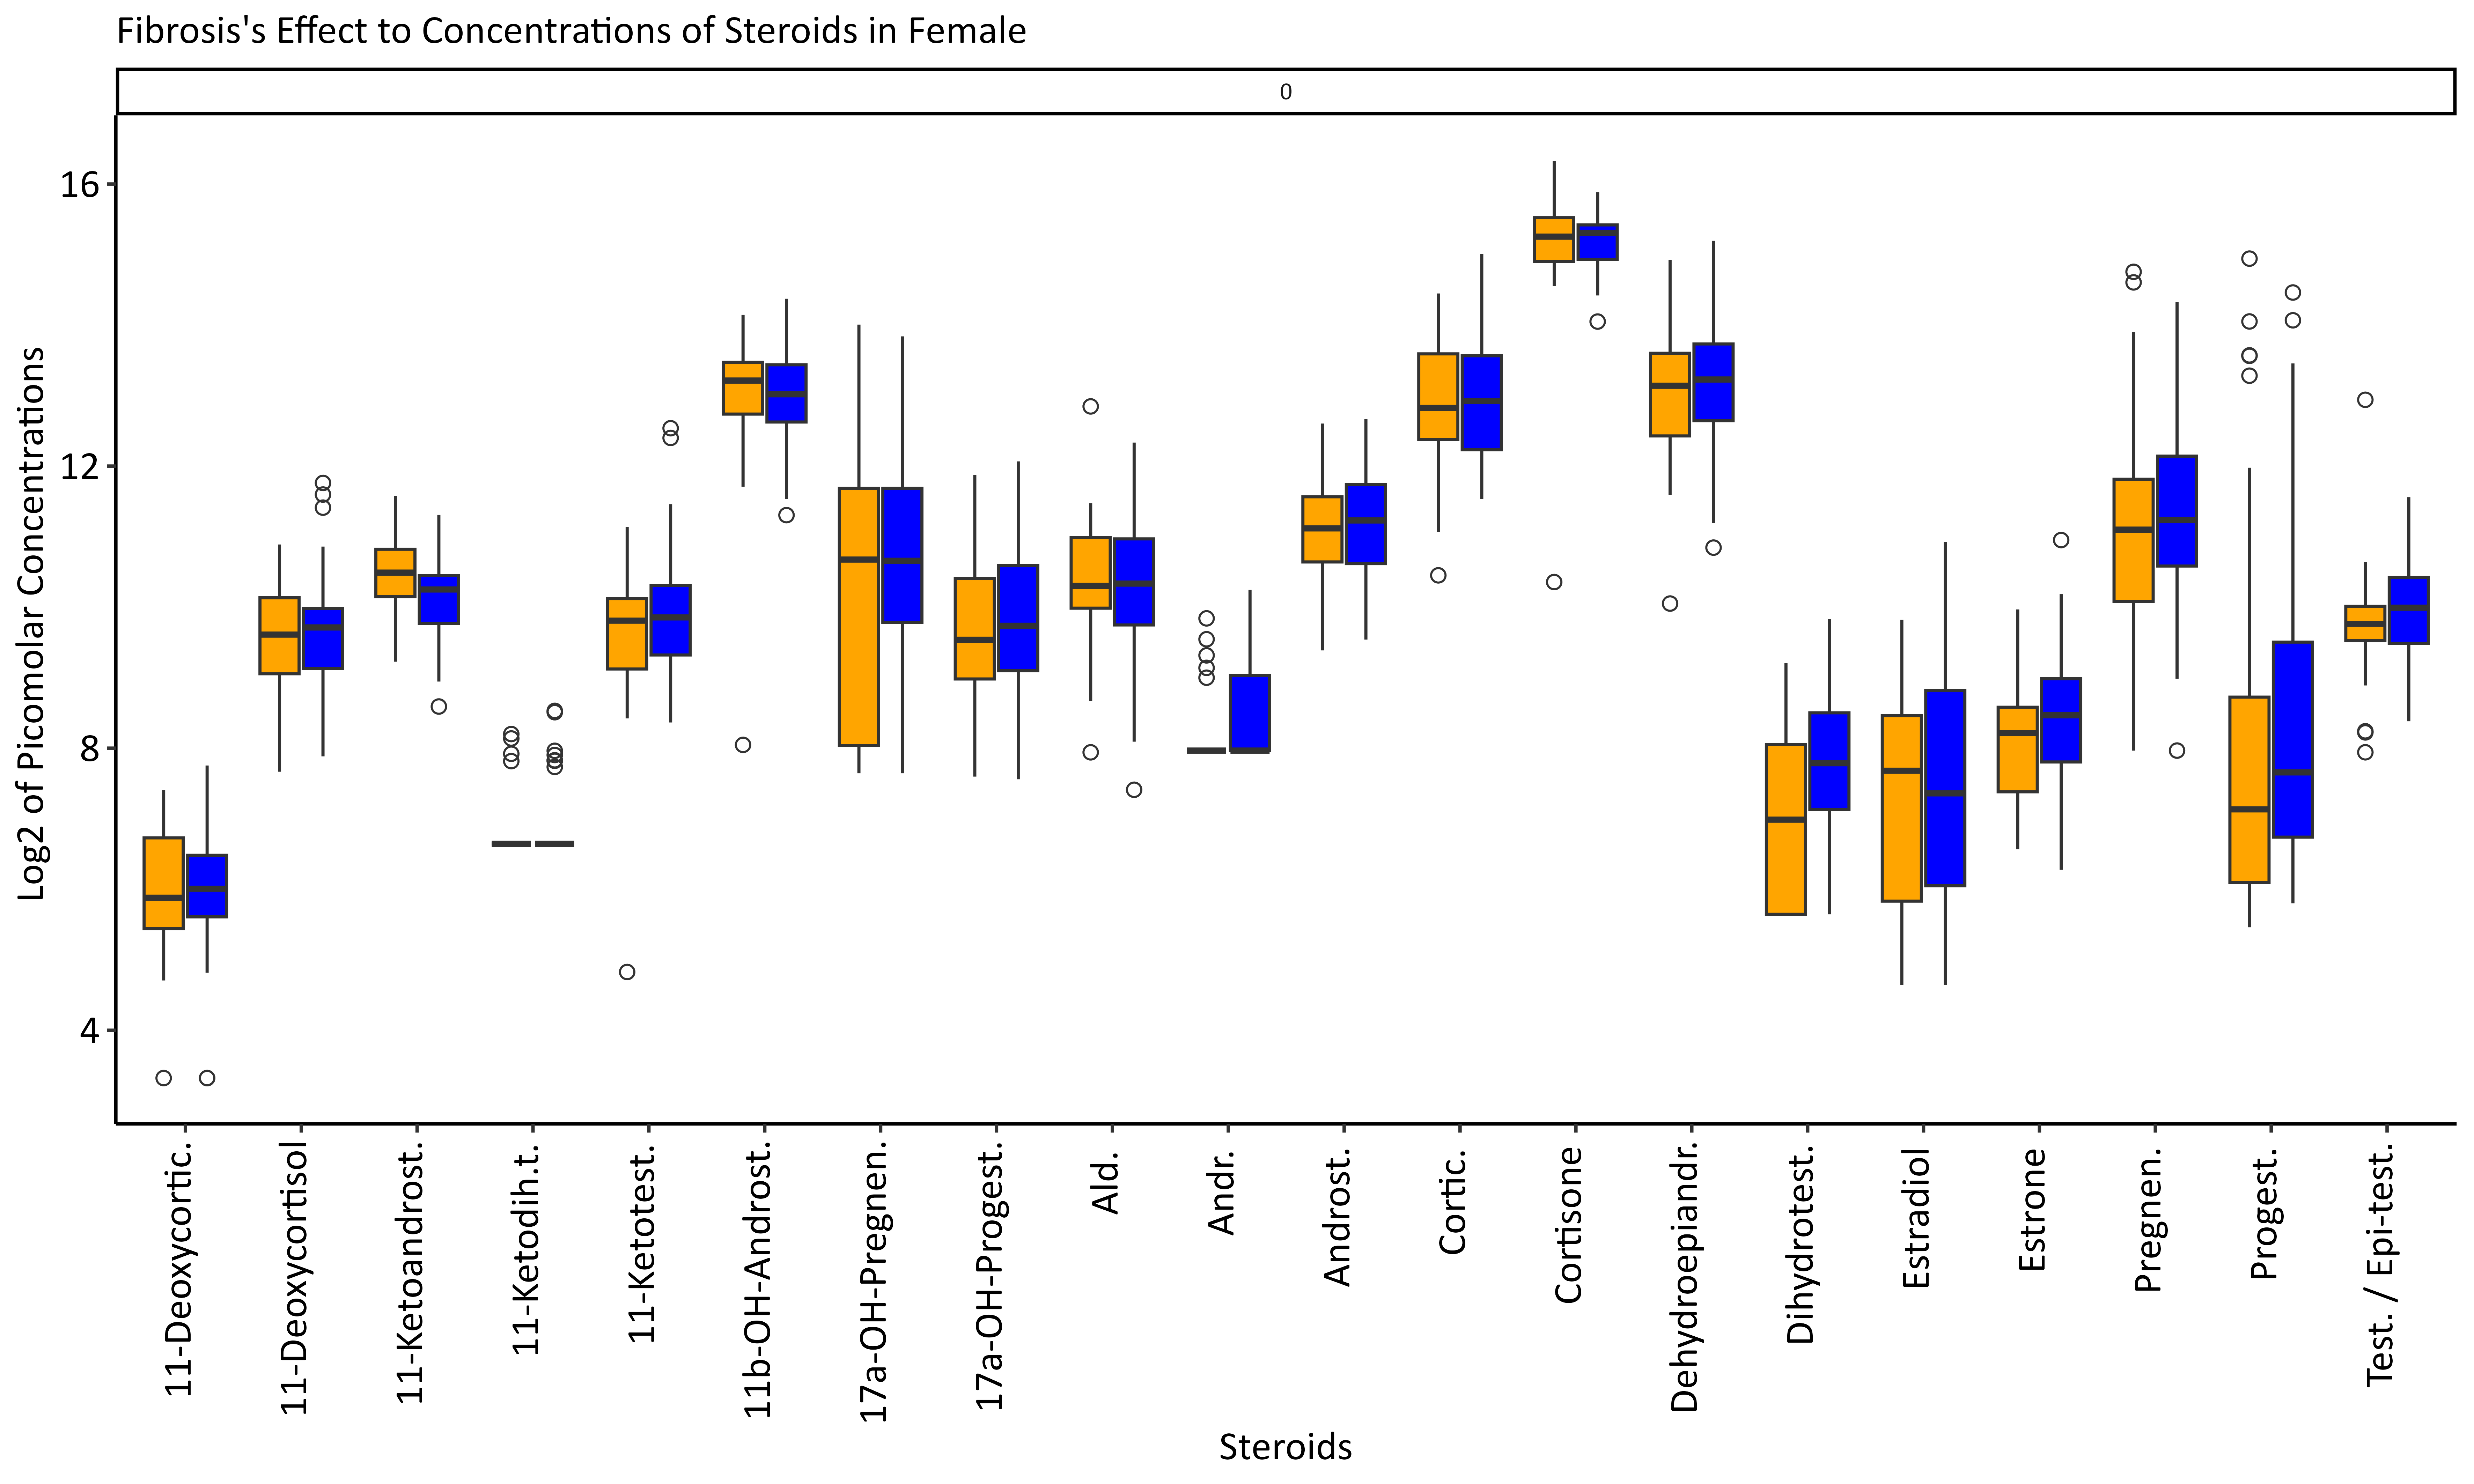 Fibrosis's Effect to Concentrations of Steroids in Female
0
Log2 of Picomolar Concentrations
16
12
8
4
11-Deoxycortic.
11-Deoxycortisol
11-Ketoandrost.
11-Ketodih.t.
11-Ketotest.
11b-OH-Androst.
17a-OH-Pregnen.
17a-OH-Progest.
Ald.
Andr.
Androst.
Cortic.
Cortisone
Dehydroepiandr.
Dihydrotest.
Estradiol
Estrone
Pregnen.
Progest.
Test. / Epi-test.
Steroids